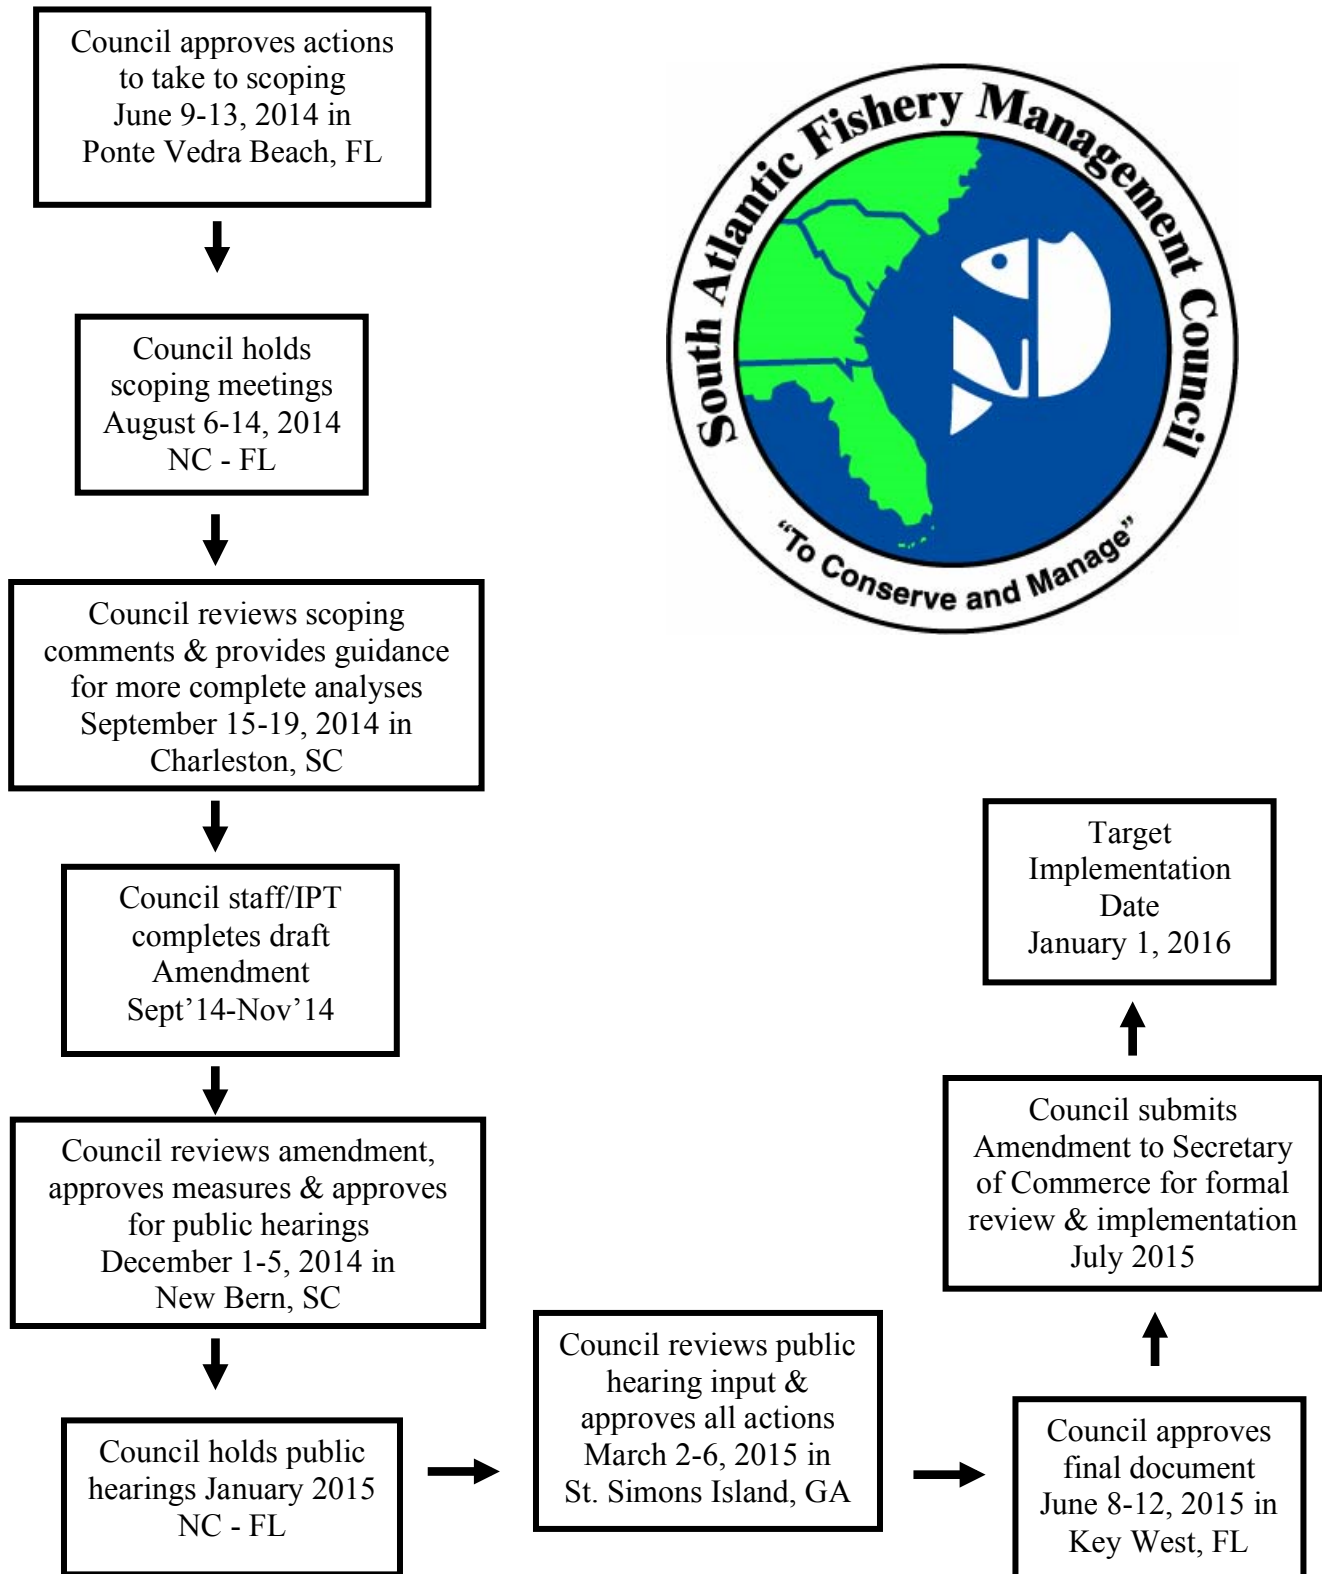 Council approves actions
to take to scoping
June 9-13, 2014 in
Ponte Vedra Beach, FL
South Atlantic Fishery Management Council
“To Conserve and Manage”
Council holds
scoping meetings
August 6-14, 2014
NC - FL
Council reviews scoping
comments & provides guidance
for more complete analyses
September 15-19, 2014 in
Charleston, SC
Council staff/IPT
completes draft
Amendment
Sept’14-Nov’14
Council reviews amendment,
approves measures & approves
for public hearings
December 1-5, 2014 in
New Bern, SC
Council holds public
hearings January 2015
NC - FL
Council reviews public
hearing input &
approves all actions
March 2-6, 2015 in
St. Simons Island, GA
Council approves
final document
June 8-12, 2015 in
Key West, FL
Council submits
Amendment to Secretary
of Commerce for formal
review & implementation
July 2015
Target
Implementation
Date
January 1, 2016